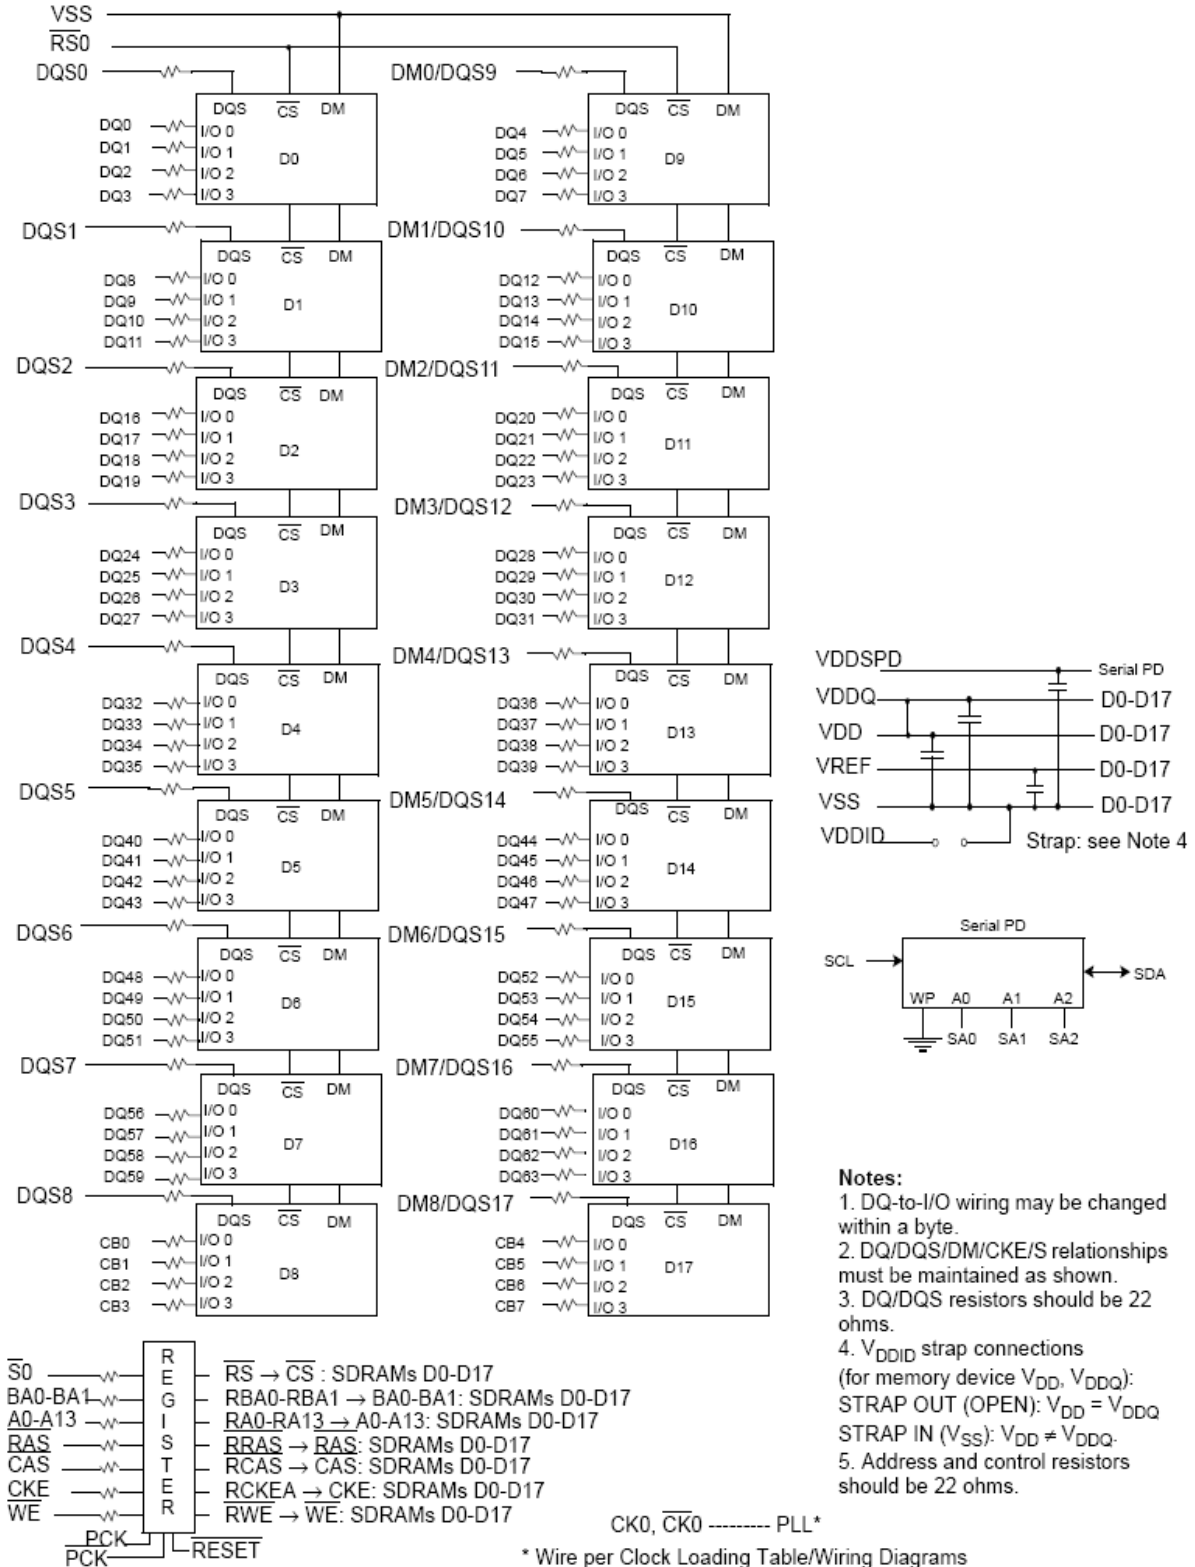 VSS
RS0
DQS0
DM0/DQS9
DQS CS DM
DQ0 I/O 0
DQ1 I/O 1
DQ2 I/O 2
DQ3 I/O 3
D0
DQS CS DM
DQ4 I/O 0
DQ5 I/O 1
DQ6 I/O 2
DQ7 I/O 3
D9
DQS1
DM1/DQS10
DQS CS DM
DQ8 I/O 0
DQ9 I/O 1
DQ10 I/O 2
DQ11 I/O 3
D1
DQS CS DM
DQ12 I/O 0
DQ13 I/O 1
DQ14 I/O 2
DQ15 I/O 3
D10
DQS2
DM2/DQS11
DQS CS DM
DQ16 I/O 0
DQ17 I/O 1
DQ18 I/O 2
DQ19 I/O 3
D2
DQS CS DM
DQ20 I/O 0
DQ21 I/O 1
DQ22 I/O 2
DQ23 I/O 3
D11
DQS3
DM3/DQS12
DQS CS DM
DQ24 I/O 0
DQ25 I/O 1
DQ26 I/O 2
DQ27 I/O 3
D3
DQS CS DM
DQ28 I/O 0
DQ29 I/O 1
DQ30 I/O 2
DQ31 I/O 3
D12
DQS4
DM4/DQS13
DQS CS DM
DQ32 I/O 0
DQ33 I/O 1
DQ34 I/O 2
DQ35 I/O 3
D4
DQS CS DM
DQ36 I/O 0
DQ37 I/O 1
DQ38 I/O 2
DQ39 I/O 3
D13
DQS5
DM5/DQS14
DQS CS DM
DQ40 I/O 0
DQ41 I/O 1
DQ42 I/O 2
DQ43 I/O 3
D5
DQS CS DM
DQ44 I/O 0
DQ45 I/O 1
DQ46 I/O 2
DQ47 I/O 3
D14
DQS6
DM6/DQS15
DQS CS DM
DQ48 I/O 0
DQ49 I/O 1
DQ50 I/O 2
DQ51 I/O 3
D6
DQS CS DM
DQ52 I/O 0
DQ53 I/O 1
DQ54 I/O 2
DQ55 I/O 3
D15
DQS7
DM7/DQS16
DQS CS DM
DQ56 I/O 0
DQ57 I/O 1
DQ58 I/O 2
DQ59 I/O 3
D7
DQS CS DM
DQ60 I/O 0
DQ61 I/O 1
DQ62 I/O 2
DQ63 I/O 3
D16
DQS8
DM8/DQS17
DQS CS DM
CB0 I/O 0
CB1 I/O 1
CB2 I/O 2
CB3 I/O 3
D8
DQS CS DM
CB4 I/O 0
CB5 I/O 1
CB6 I/O 2
CB7 I/O 3
D17
VDDSPD Serial PD
VDDQ D0-D17
VDD D0-D17
VREF D0-D17
VSS D0-D17
VDDID Strap: see Note 4
Serial PD
SCL SDA
WP A0 A1 A2
SA0 SA1 SA2
Notes:
1. DQ-to-I/O wiring may be changed
within a byte.
2. DQ/DQS/DM/CKE/S relationships
must be maintained as shown.
3. DQ/DQS resistors should be 22
ohms.
4. VDDID strap connections
(for memory device VDD, VDDQ):
STRAP OUT (OPEN): VDD = VDDQ
STRAP IN (VSS): VDD ≠ VDDQ.
5. Address and control resistors
should be 22 ohms.
REGISTER
S0 RS → CS : SDRAMs D0-D17
BA0-BA1 RBA0-RBA1 → BA0-BA1: SDRAMs D0-D17
A0-A13 RA0-RA13 → A0-A13: SDRAMs D0-D17
RAS RRAS → RAS: SDRAMs D0-D17
CAS RCAS → CAS: SDRAMs D0-D17
CKE RCKEA → CKE: SDRAMs D0-D17
WE RWE → WE: SDRAMs D0-D17
PCK
PCK
RESET
CK0, CK0 --------- PLL*
* Wire per Clock Loading Table/Wiring Diagrams